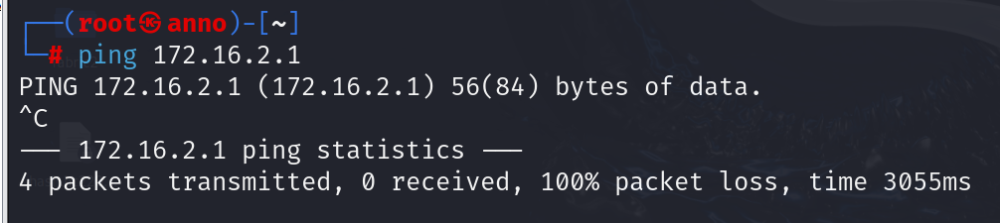 ┌──(root㉿anno)-[~]
└─# ping 172.16.2.1
PING 172.16.2.1 (172.16.2.1) 56(84) bytes of data.
^C
--- 172.16.2.1 ping statistics ---
4 packets transmitted, 0 received, 100% packet loss, time 3055ms